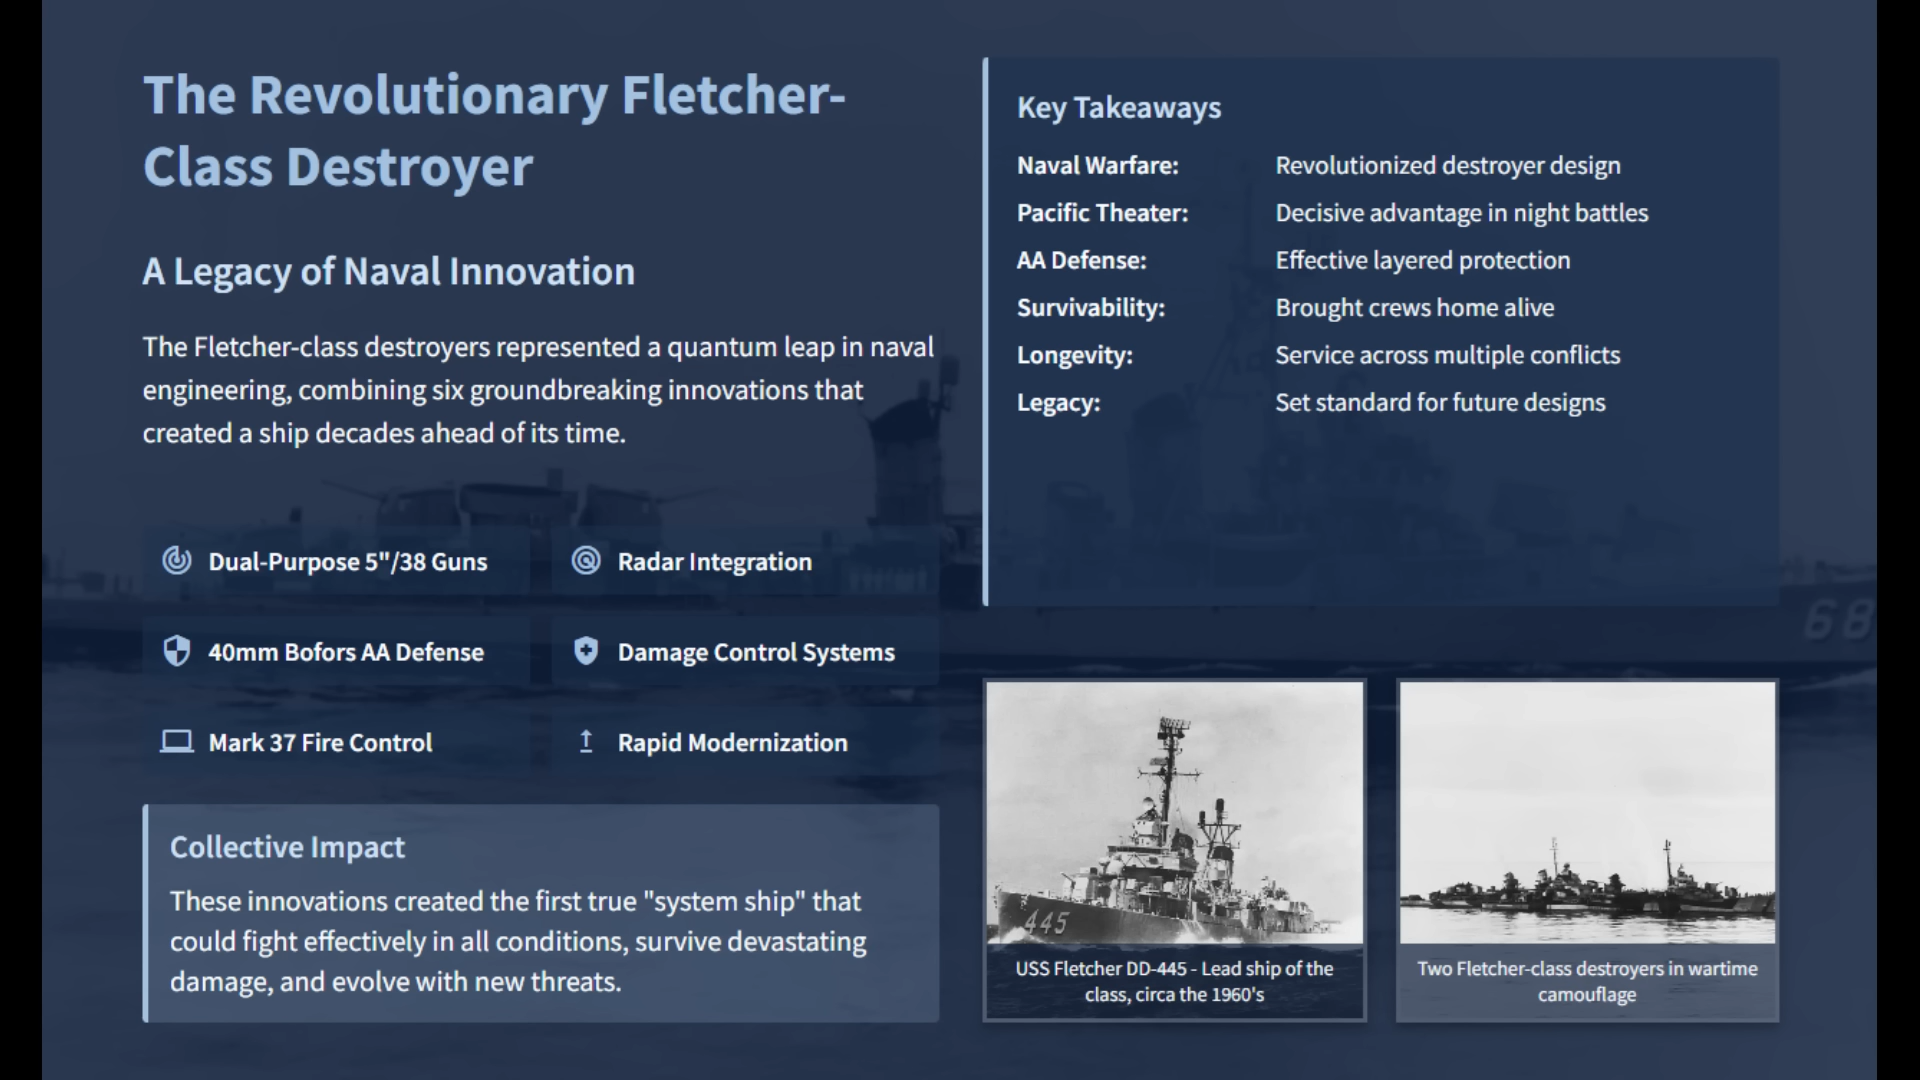 The Revolutionary Fletcher-
Class Destroyer
A Legacy of Naval Innovation
The Fletcher-class destroyers represented a quantum leap in naval
engineering, combining six groundbreaking innovations that
created a ship decades ahead of its time.
Dual-Purpose 5"/38 Guns
Radar Integration
40mm Bofors AA Defense
Damage Control Systems
Mark 37 Fire Control
Rapid Modernization
Collective Impact
These innovations created the first true "system ship" that
could fight effectively in all conditions, survive devastating
damage, and evolve with new threats.
Key Takeaways
Naval Warfare: Revolutionized destroyer design
Pacific Theater: Decisive advantage in night battles
AA Defense: Effective layered protection
Survivability: Brought crews home alive
Longevity: Service across multiple conflicts
Legacy: Set standard for future designs
68
445
USS Fletcher DD-445 - Lead ship of the
class, circa the 1960's
Two Fletcher-class destroyers in wartime
camouflage